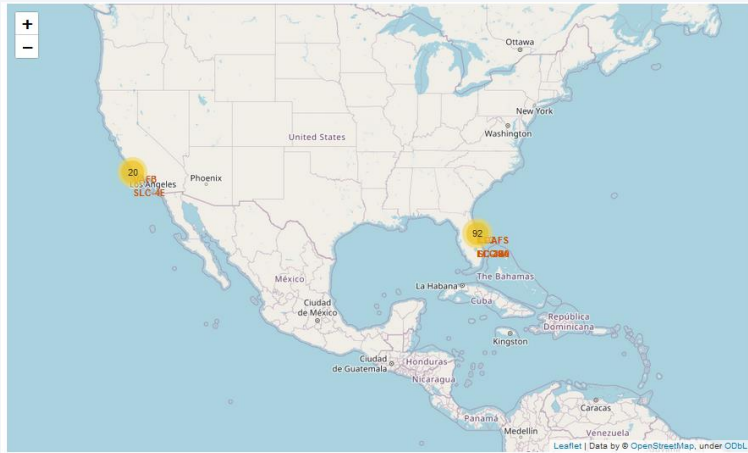 +
−
Ottawa
New York
Washington
United States
20
Phoenix
Los Angeles
SLC-4E
92
The Bahamas
México
La Habana
Cuba
Ciudad
de México
República
Dominicana
Kingston
Ciudad
de Guatemala
Honduras
Nicaragua
Caracas
Panamá
Medellín
Venezuela
Leaflet | Data by © OpenStreetMap, under ODbL